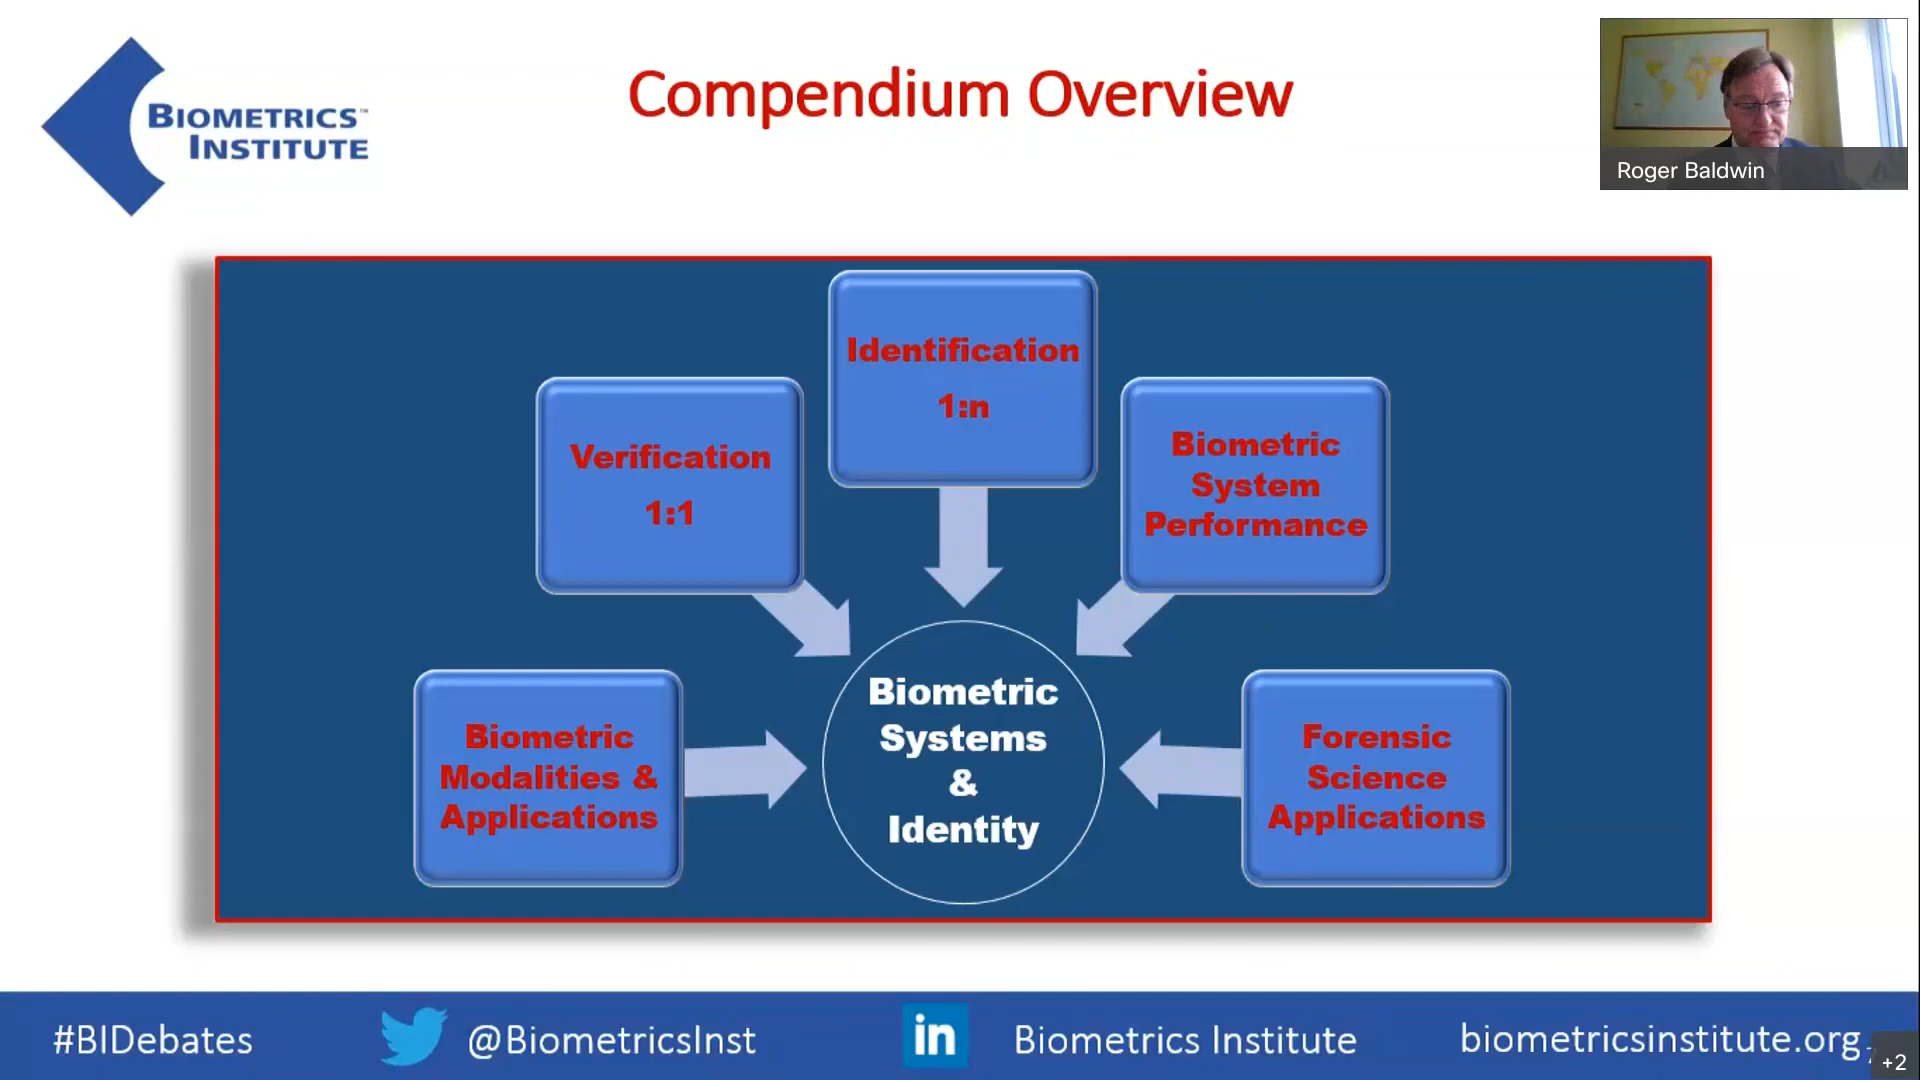 BIOMETRICS™
INSTITUTE
Compendium Overview
Roger Baldwin
Identification
1:n
Verification
1:1
Biometric
System
Performance
Biometric
Modalities &
Applications
Biometric
Systems
&
Identity
Forensic
Science
Applications
#BIDebates
@BiometricsInst
in
Biometrics Institute
biometricsinstitute.org
+2